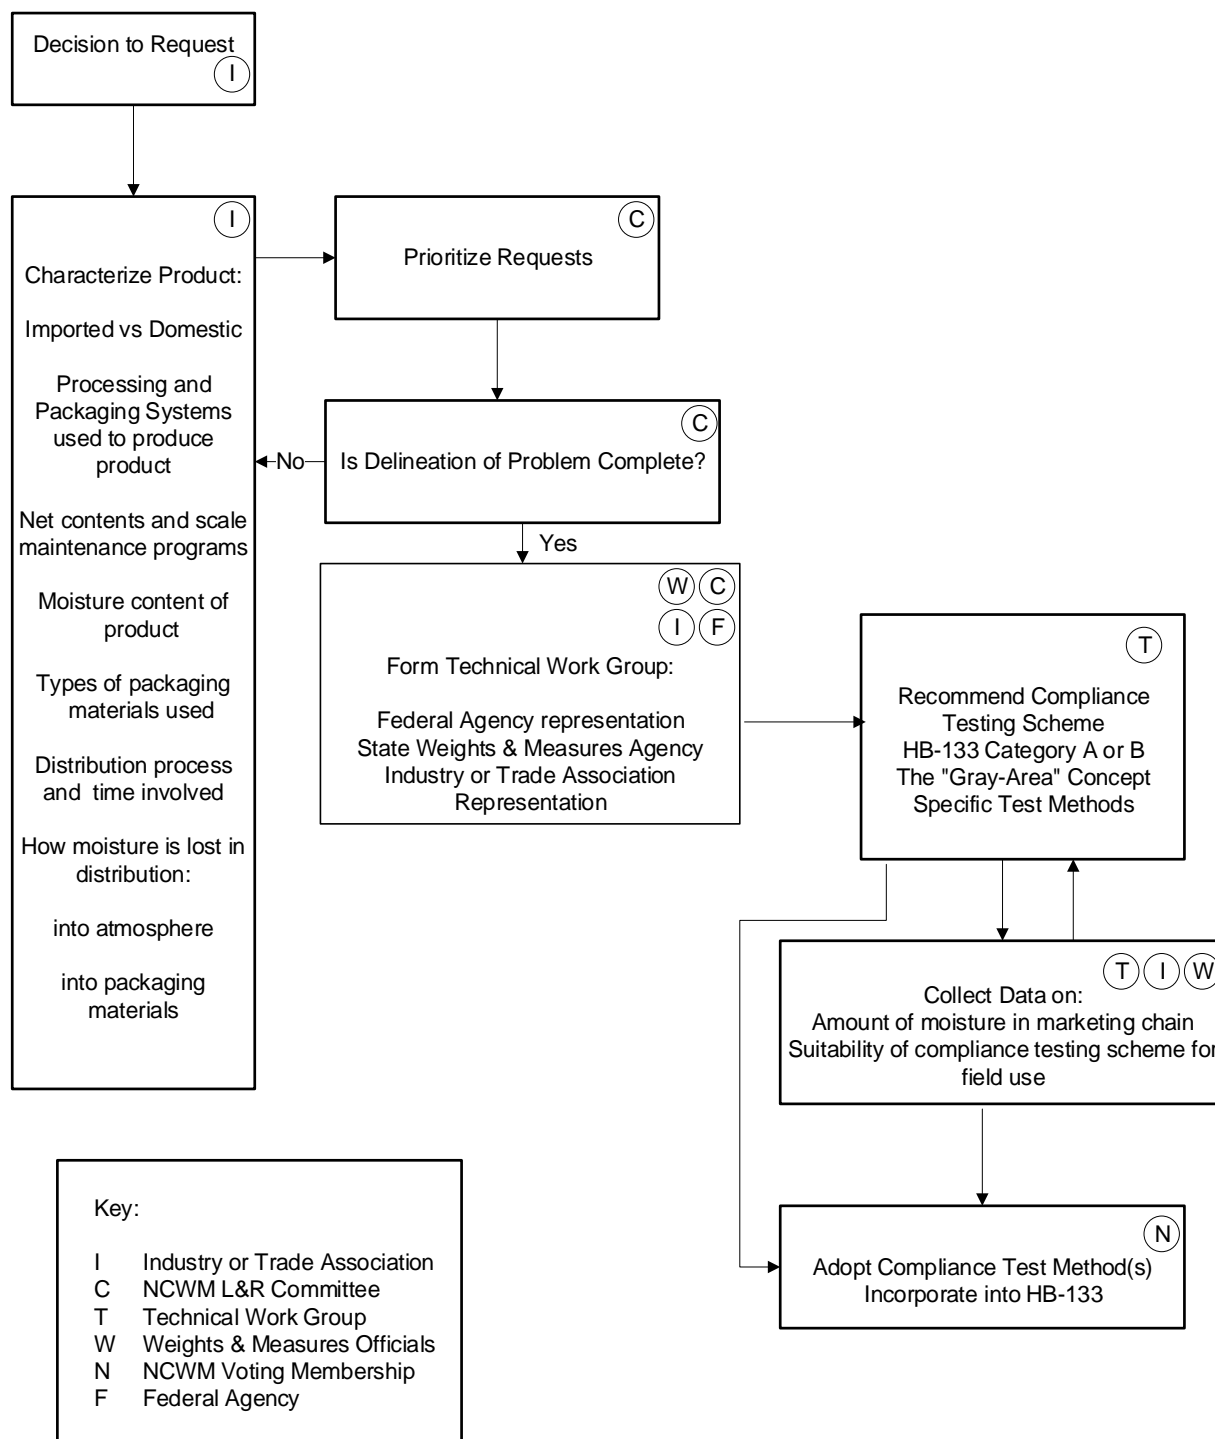 Decision to Request
I
I
Characterize Product:
Imported vs Domestic
Processing and
Packaging Systems
used to produce
product
Net contents and scale
maintenance programs
Moisture content of
product
Types of packaging
materials used
Distribution process
and time involved
How moisture is lost in
distribution:
into atmosphere
into packaging
materials
C
Prioritize Requests
C
Is Delineation of Problem Complete?
No
Yes
W C
I F
Form Technical Work Group:
Federal Agency representation
State Weights & Measures Agency
Industry or Trade Association
Representation
T
Recommend Compliance
Testing Scheme
HB-133 Category A or B
The "Gray-Area" Concept
Specific Test Methods
T I W
Collect Data on:
Amount of moisture in marketing chain
Suitability of compliance testing scheme for
field use
N
Adopt Compliance Test Method(s)
Incorporate into HB-133
Key:
I Industry or Trade Association
C NCWM L&R Committee
T Technical Work Group
W Weights & Measures Officials
N NCWM Voting Membership
F Federal Agency